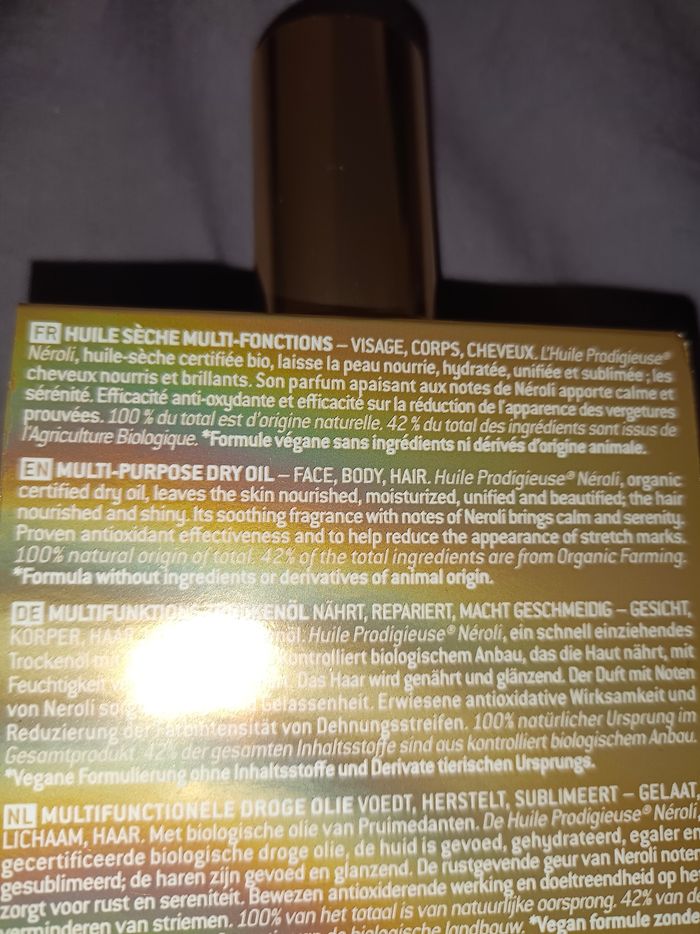 FR HUILE SÈCHE MULTI-FONCTIONS – VISAGE, CORPS, CHEVEUX. L'Huile Prodigieuse®
Néroli, huile-sèche certifiée bio, laisse la peau nourrie, hydratée, unifiée et sublimée ; les
cheveux nourris et brillants. Son parfum apaisant aux notes de Néroli apporte calme et
sérénité. Efficacité anti-oxydante et efficacité sur la réduction de l'apparence des vergetures
prouvées. 100 % du total est d'origine naturelle. 42 % du total des ingrédients sont issus de
l'Agriculture Biologique. *Formule végane sans ingrédients ni dérivés d'origine animale.
EN MULTI-PURPOSE DRY OIL – FACE, BODY, HAIR. Huile Prodigieuse® Néroli, organic
certified dry oil, leaves the skin nourished, moisturized, unified and beautified; the hair
nourished and shiny. Its soothing fragrance with notes of Neroli brings calm and serenity.
Proven antioxidant effectiveness and to help reduce the appearance of stretch marks.
100% natural origin of total. 42% of the total ingredients are from Organic Farming.
*Formula without ingredients or derivatives of animal origin.
DE MULTIFUNKTIONS-TROCKENÖL NÄHRT, REPARIERT, MACHT GESCHMEIDIG – GESICHT,
KÖRPER, HAAR. Huile Prodigieuse® Néroli, ein schnell einziehendes
Trockenöl kontrolliert biologischem Anbau, das die Haut nährt, mit
Feuchtigkeit Das Haar wird genährt und glänzend. Der Duft mit Noten
von Neroli Gelassenheit. Erwiesene antioxidative Wirksamkeit und
Reduzierung der Farbintensität von Dehnungsstreifen. 100% natürlicher Ursprung im
Gesamtprodukt. 42% der gesamten Inhaltsstoffe sind aus kontrolliert biologischem Anbau.
*Vegane Formulierung ohne Inhaltsstoffe und Derivate tierischen Ursprungs.
NL MULTIFUNCTIONELE DROGE OLIE VOEDT, HERSTELT, SUBLIMEERT – GELAAT,
LICHAAM, HAAR. Met biologische olie van Pruimedanten. De Huile Prodigieuse® Néroli,
gecertificeerde biologische droge olie, de huid is gevoed, gehydrateerd, egaler en
gesublimeerd; de haren zijn gevoed en glanzend. De rustgevende geur van Neroli noten
zorgt voor rust en sereniteit. Bewezen antioxiderende werking en doeltreendheid op het
verminderen van striemen. 100% van het totaal is van natuurlijke oorsprong. 42% van de
biologische landbouw. *Vegan formule zonder